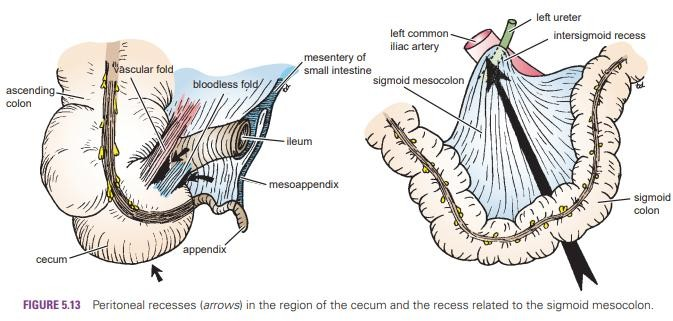 left ureter
left common
iliac artery
intersigmoid recess
vascular fold
bloodless fold
mesentery of
small intestine
sigmoid mesocolon
ascending
colon
ileum
mesoappendix
sigmoid
colon
appendix
cecum
FIGURE 5.13 Peritoneal recesses (arrows) in the region of the cecum and the recess related to the sigmoid mesocolon.